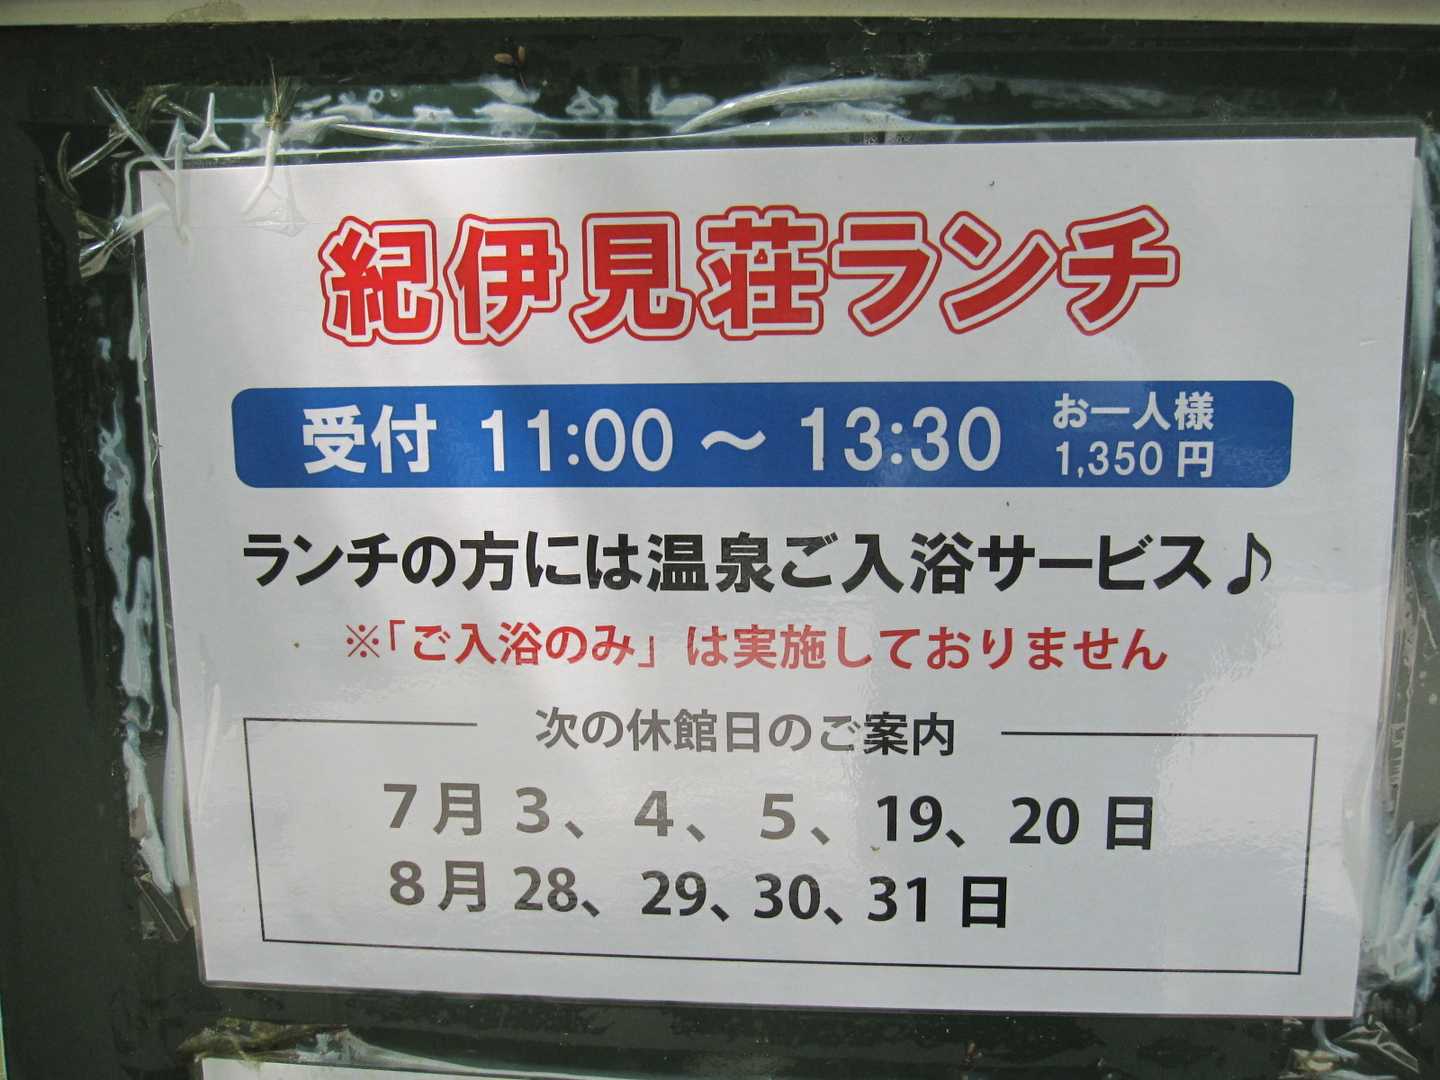 紀伊見荘ランチ
受付 11:00 ～ 13:30 お一人様 1,350 円
ランチの方には温泉ご入浴サービス♪
※「ご入浴のみ」は実施しておりません
次の休館日のご案内
７月 ３、４、５、19、20 日
８月 28、29、30、31 日